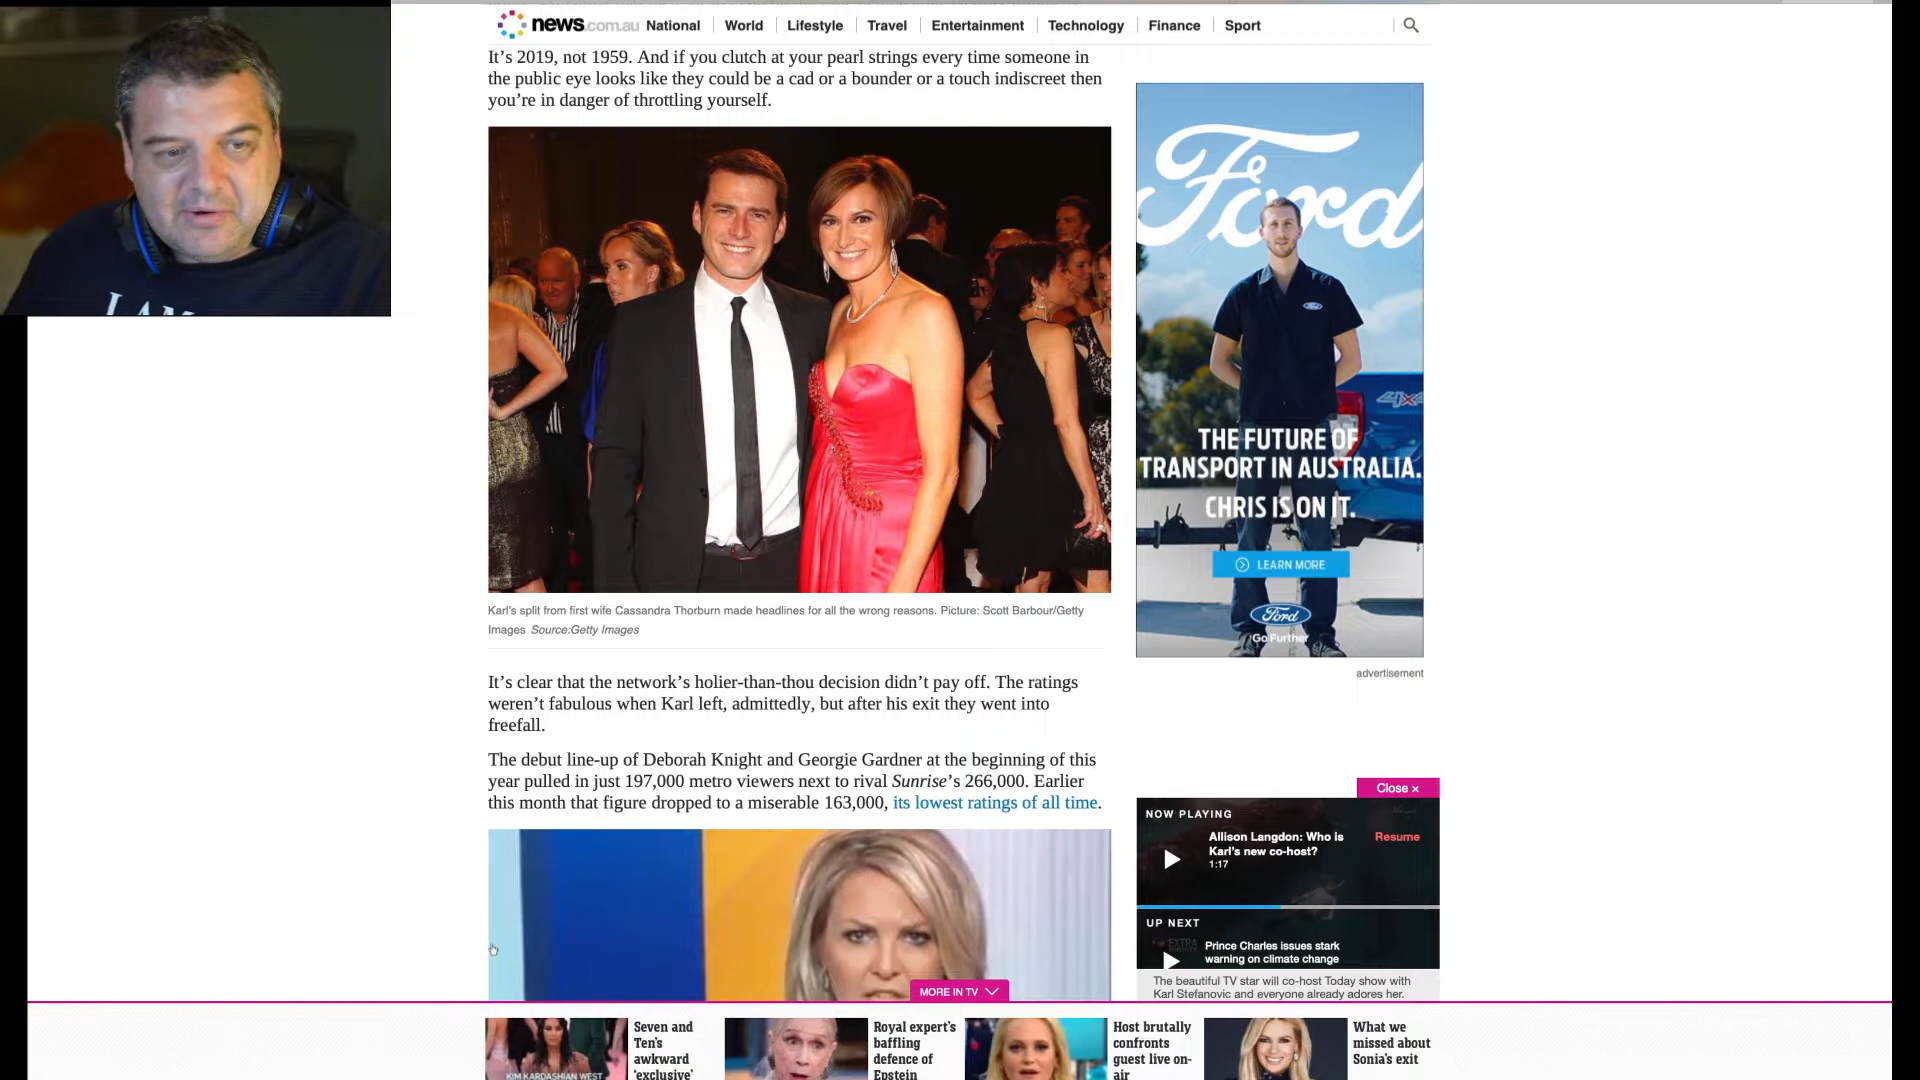 news.com.au
National
World
Lifestyle
Travel
Entertainment
Technology
Finance
Sport
It's 2019, not 1959. And if you clutch at your pearl strings every time someone in
the public eye looks like they could be a cad or a bounder or a touch indiscreet then
you're in danger of throttling yourself.
Karl's split from first wife Cassandra Thorburn made headlines for all the wrong reasons. Picture: Scott Barbour/Getty
Images Source:Getty Images
It's clear that the network's holier-than-thou decision didn't pay off. The ratings
weren't fabulous when Karl left, admittedly, but after his exit they went into
freefall.
The debut line-up of Deborah Knight and Georgie Gardner at the beginning of this
year pulled in just 197,000 metro viewers next to rival Sunrise's 266,000. Earlier
this month that figure dropped to a miserable 163,000, its lowest ratings of all time.
Ford
4X4
THE FUTURE OF
TRANSPORT IN AUSTRALIA.
CHRIS IS ON IT.
LEARN MORE
Ford
Go Further
advertisement
Close ×
NOW PLAYING
Allison Langdon: Who is
Karl's new co-host?
1:17
Resume
UP NEXT
EXTRA
Prince Charles issues stark
warning on climate change
The beautiful TV star will co-host Today show with
Karl Stefanovic and everyone already adores her.
MORE IN TV
Seven and
Ten's
awkward
'exclusive'
KIM KARDASHIAN WEST
Royal expert's
baffling
defence of
Epstein
Host brutally
confronts
guest live on-
air
What we
missed about
Sonia's exit